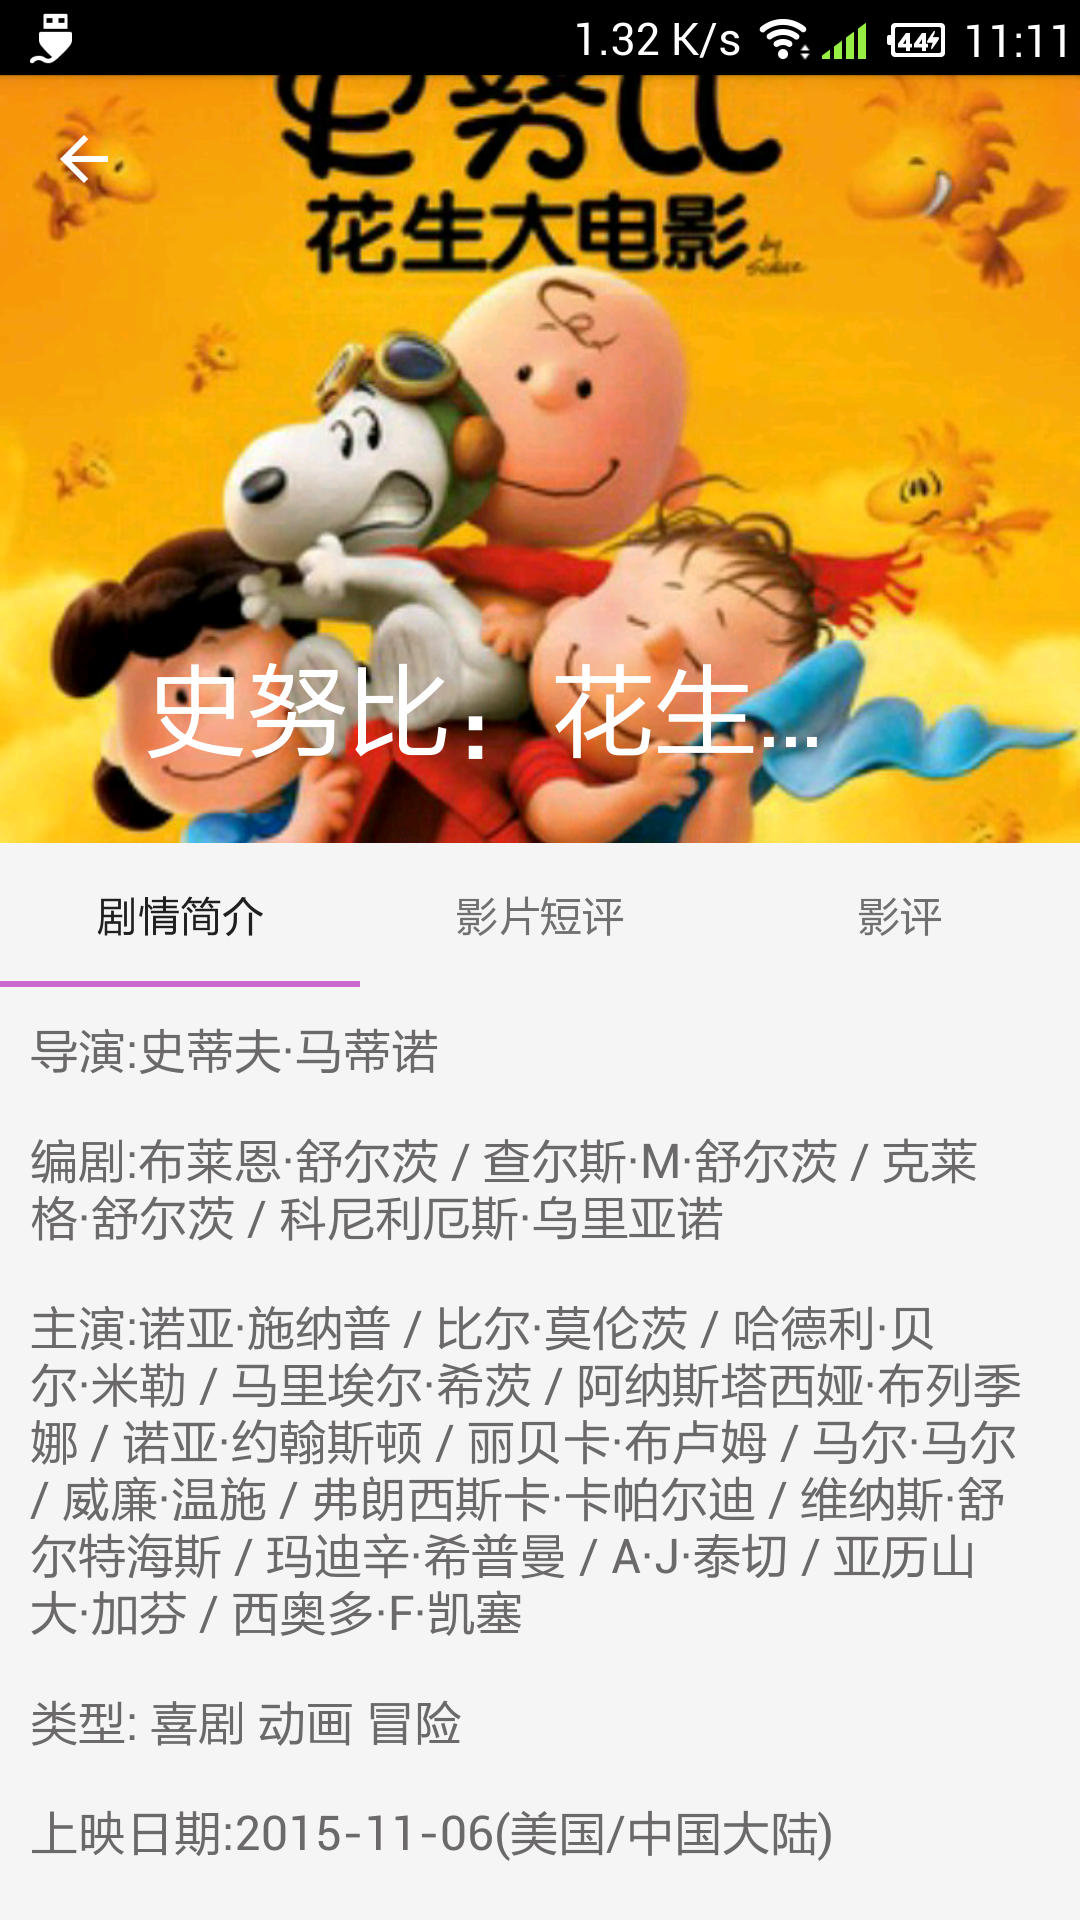 1.32 K/s 44 11:11
史努比
花生大电影
by
史努比：花生...
剧情简介 影片短评 影评
导演:史蒂夫·马蒂诺
编剧:布莱恩·舒尔茨 / 查尔斯·M·舒尔茨 / 克莱
格·舒尔茨 / 科尼利厄斯·乌里亚诺
主演:诺亚·施纳普 / 比尔·莫伦茨 / 哈德利·贝
尔·米勒 / 马里埃尔·希茨 / 阿纳斯塔西娅·布列季
娜 / 诺亚·约翰斯顿 / 丽贝卡·布卢姆 / 马尔·马尔
/ 威廉·温施 / 弗朗西斯卡·卡帕尔迪 / 维纳斯·舒
尔特海斯 / 玛迪辛·希普曼 / A·J·泰切 / 亚历山
大·加芬 / 西奥多·F·凯塞
类型: 喜剧 动画 冒险
上映日期:2015-11-06(美国/中国大陆)